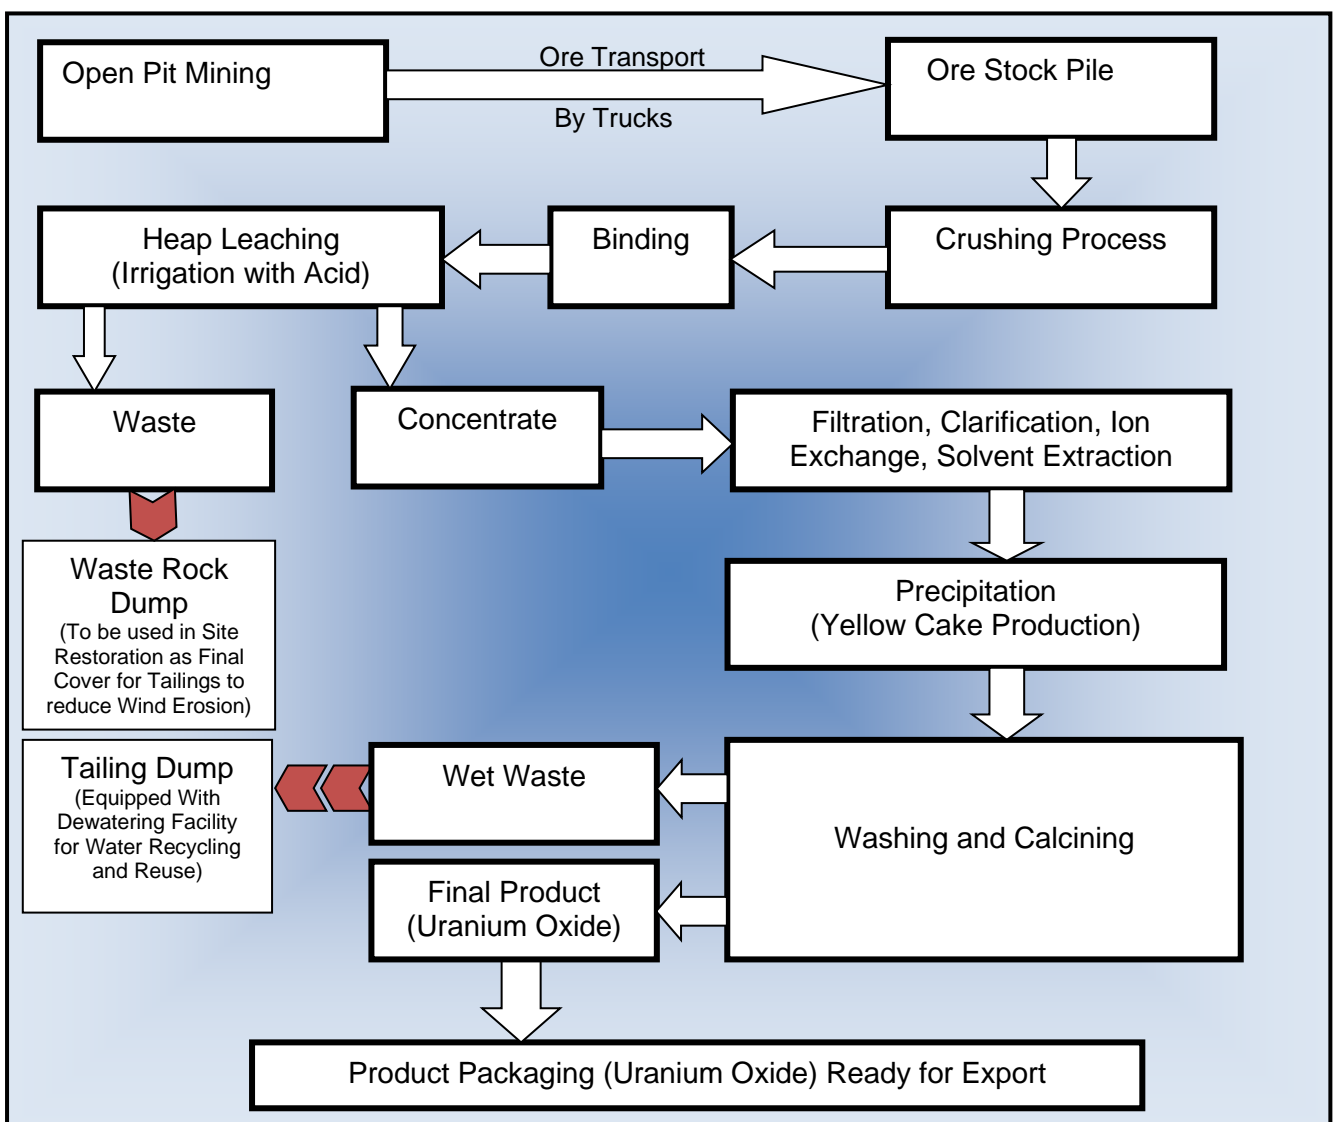 Open Pit Mining
Ore Transport
By Trucks
Ore Stock Pile
Heap Leaching
(Irrigation with Acid)
Binding
Crushing Process
Waste
Concentrate
Filtration, Clarification, Ion
Exchange, Solvent Extraction
Waste Rock
Dump
(To be used in Site
Restoration as Final
Cover for Tailings to
reduce Wind Erosion)
Precipitation
(Yellow Cake Production)
Tailing Dump
(Equipped With
Dewatering Facility
for Water Recycling
and Reuse)
Wet Waste
Washing and Calcining
Final Product
(Uranium Oxide)
Product Packaging (Uranium Oxide) Ready for Export